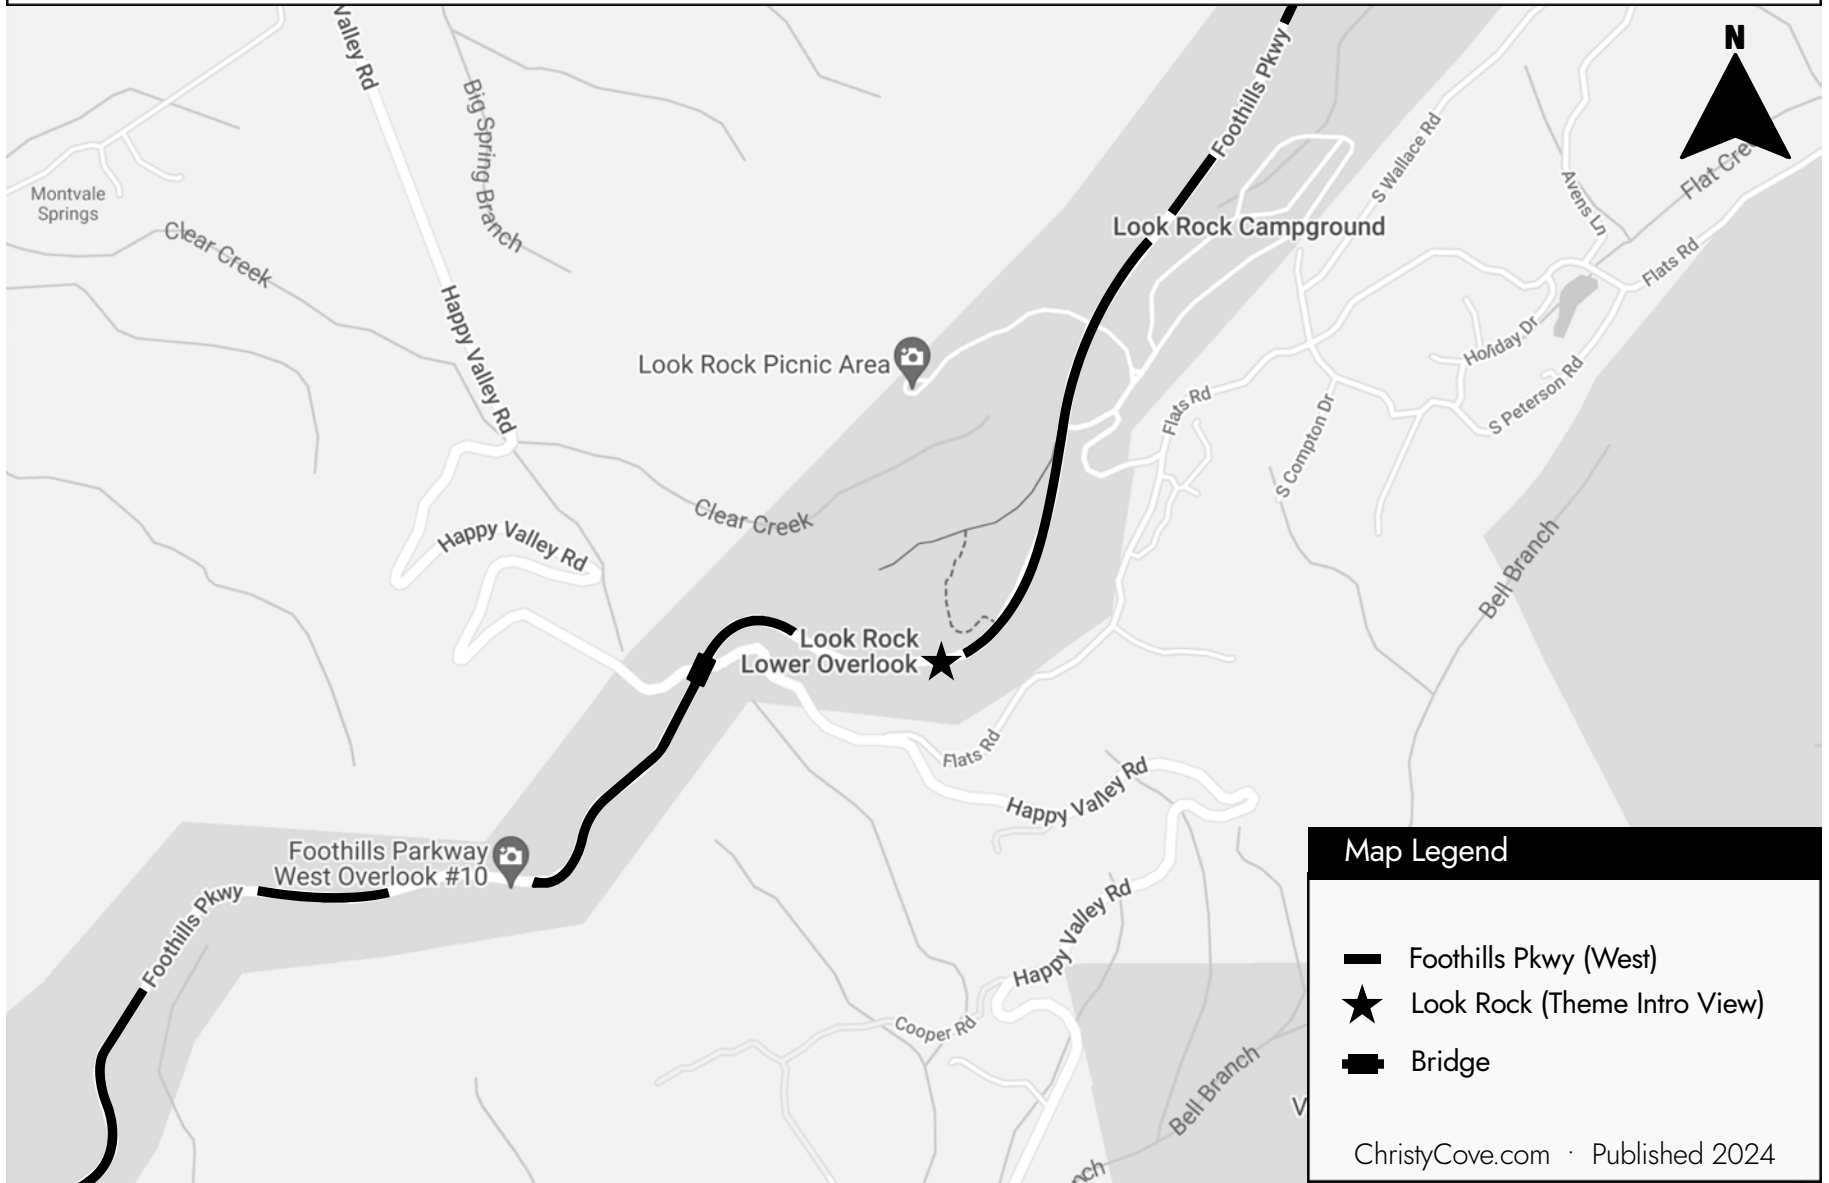 N
Valley Rd
Foothills Pkwy
Big Spring Branch
S Wallace Rd
Flat Cree
Montvale
Springs
Avens Ln
Clear Creek
Look Rock Campground
Flats Rd
Happy Valley Rd
Holiday Dr
Look Rock Picnic Area
S Peterson Rd
Flats Rd
S Compton Dr
Clear Creek
Happy Valley Rd
Bell Branch
Look Rock
Lower Overlook
Flats Rd
Happy Valley Rd
Foothills Parkway
West Overlook #10
Foothills Pkwy
Happy Valley Rd
Cooper Rd
Bell Branch
V
nch
Map Legend
Foothills Pkwy (West)
Look Rock (Theme Intro View)
Bridge
ChristyCove.com · Published 2024